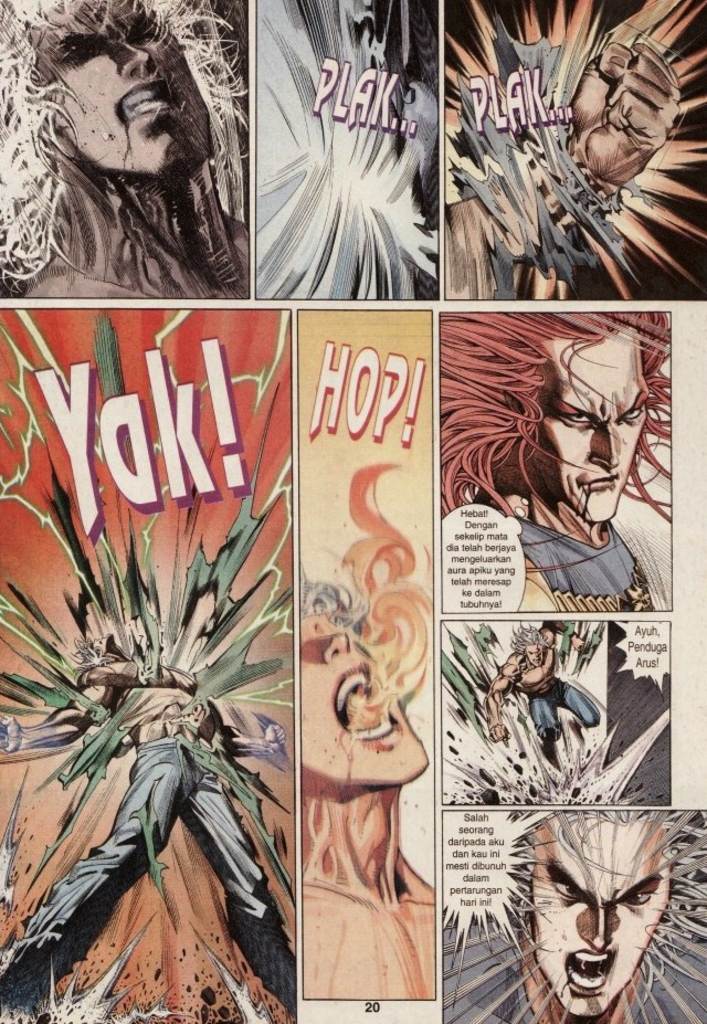 PLAK...
PLAK...
Yak!
HOP!
Hebat!
Dengan
sekelip mata
dia telah berjaya
mengeluarkan
aura apiku yang
telah meresap
ke dalam
tubuhnya!
Ayuh,
Penduga
Arus!
Salah
seorang
daripada aku
dan kau ini
mesti dibunuh
dalam
pertarungan
hari ini!
20